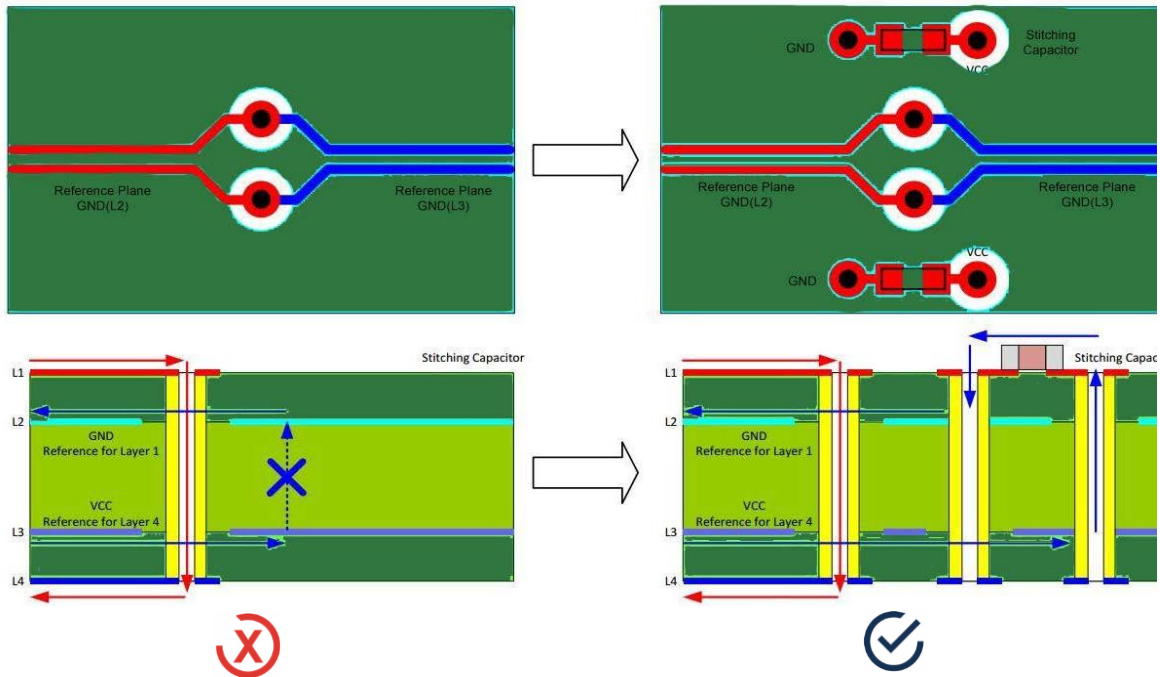 Reference Plane
GND(L2)
Reference Plane
GND(L3)
GND
VCC
Stitching
Capacitor
Reference Plane
GND(L2)
Reference Plane
GND(L3)
GND
VCC
Stitching Capacitor
L1
L2
GND
Reference for Layer 1
VCC
Reference for Layer 4
L3
L4
X
Stitching Capac
L1
L2
GND
Reference for Layer 1
VCC
Reference for Layer 4
L3
L4